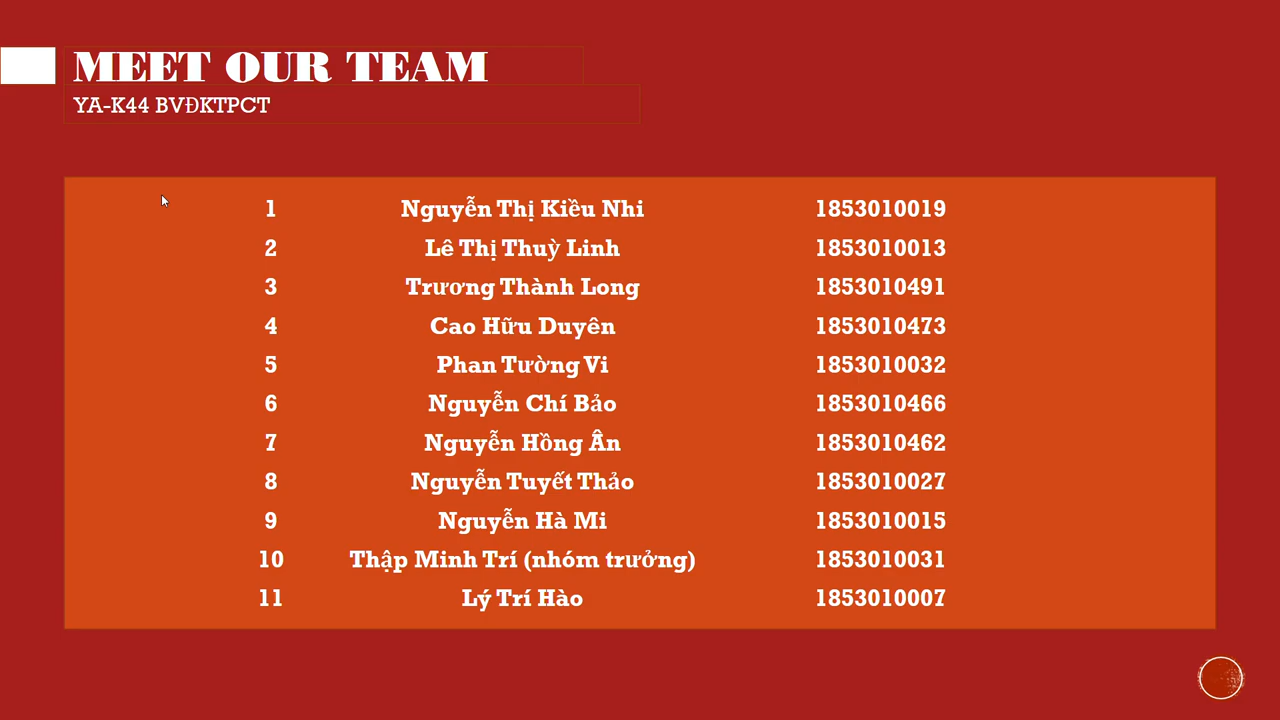 MEET OUR TEAM
YA-K44 BVĐKTPCT
1 Nguyễn Thị Kiều Nhi 1853010019
2 Lê Thị Thuỳ Linh 1853010013
3 Trương Thành Long 1853010491
4 Cao Hữu Duyên 1853010473
5 Phan Tường Vi 1853010032
6 Nguyễn Chí Bảo 1853010466
7 Nguyễn Hồng Ân 1853010462
8 Nguyễn Tuyết Thảo 1853010027
9 Nguyễn Hà Mi 1853010015
10 Thập Minh Trí (nhóm trưởng) 1853010031
11 Lý Trí Hào 1853010007